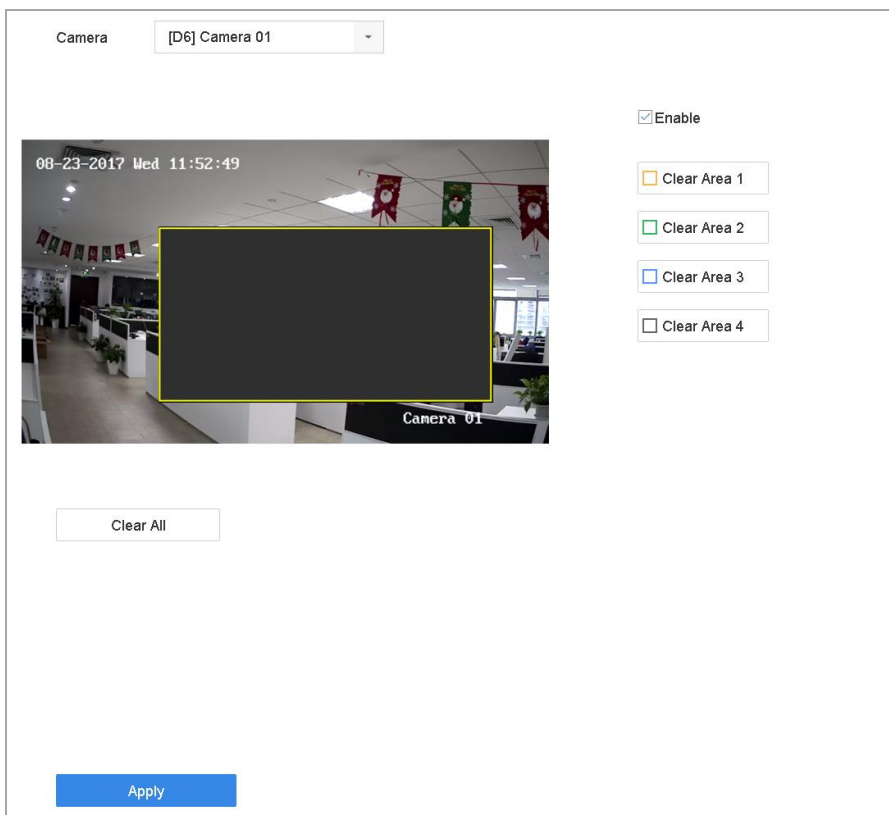 Camera
[D6] Camera 01
Enable
08-23-2017 Wed 11:52:49
Clear Area 1
Clear Area 2
Clear Area 3
Clear Area 4
Camera 01
Clear All
Apply